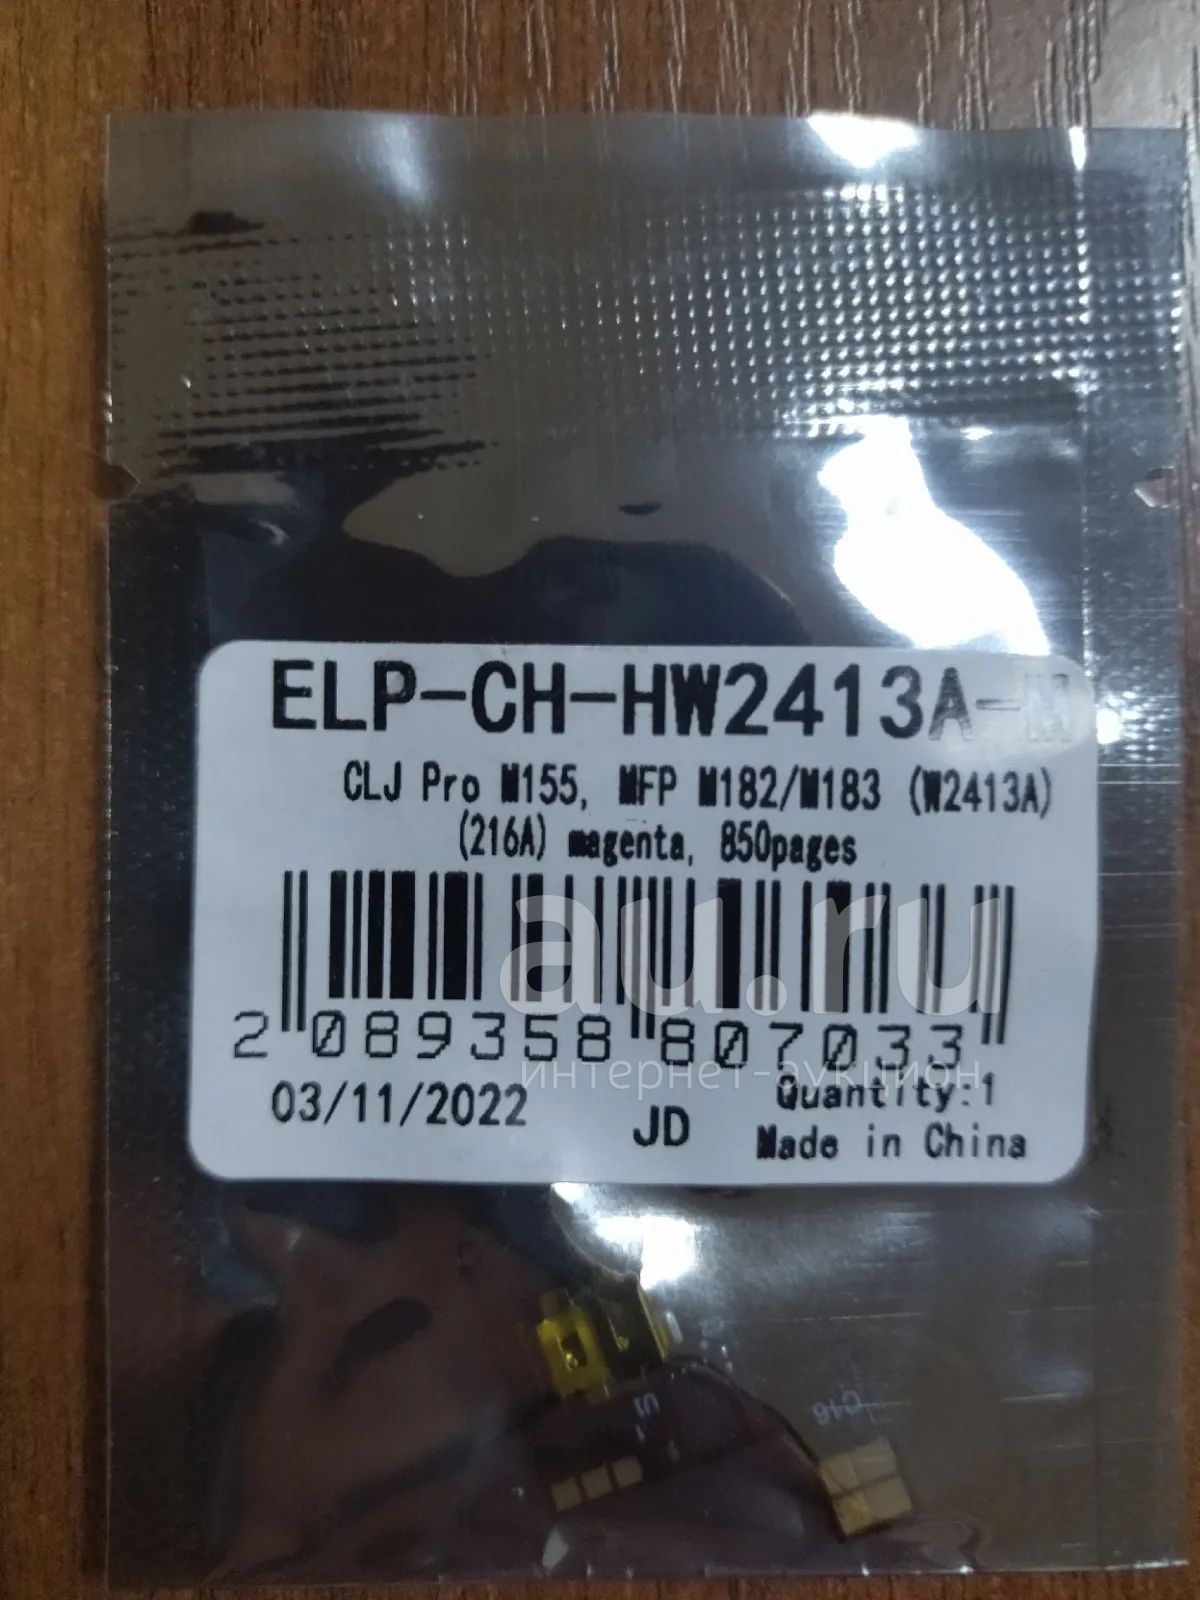 ELP-CH-HW2413A-M
CLJ Pro M155, MFP M182/M183 (W2413A)
(216A) magenta, 850pages
au.ru
2 089358 807033
интернет-аукцион
03/11/2022
JD
Quantity:1
Made in China